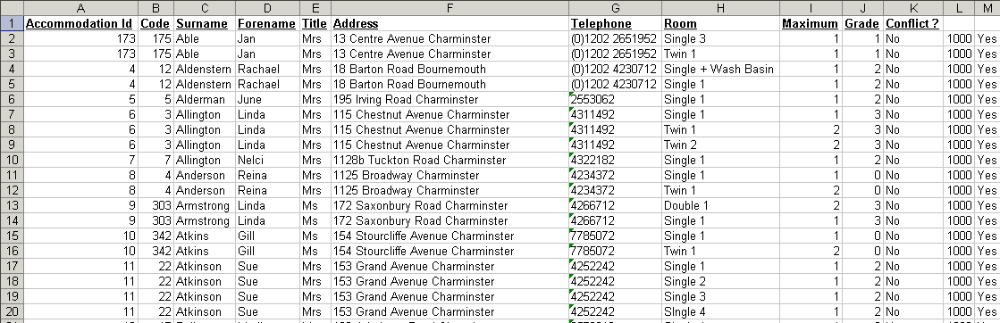 A B C D E F G H I J K L M
1 Accommodation Id Code Surname Forename Title Address Telephone Room Maximum Grade Conflict ?
2 173 175 Able Jan Mrs 13 Centre Avenue Charminster (0)1202 2651952 Single 3 1 1 No 1000 Yes
3 173 175 Able Jan Mrs 13 Centre Avenue Charminster (0)1202 2651952 Twin 1 1 1 No 1000 Yes
4 4 12 Aldenstern Rachael Mrs 18 Barton Road Bournemouth (0)1202 4230712 Single + Wash Basin 1 2 No 1000 Yes
5 4 12 Aldenstern Rachael Mrs 18 Barton Road Bournemouth (0)1202 4230712 Single 1 1 2 No 1000 Yes
6 5 5 Alderman June Mrs 195 Irving Road Charminster 2553062 Single 1 1 2 No 1000 Yes
7 6 3 Allington Linda Mrs 115 Chestnut Avenue Charminster 4311492 Single 1 1 3 No 1000 Yes
8 6 3 Allington Linda Mrs 115 Chestnut Avenue Charminster 4311492 Twin 1 2 3 No 1000 Yes
9 6 3 Allington Linda Mrs 115 Chestnut Avenue Charminster 4311492 Twin 2 2 3 No 1000 Yes
10 7 7 Allington Nelci Mrs 1128b Tuckton Road Charminster 4322182 Single 1 1 2 No 1000 Yes
11 8 4 Anderson Reina Mrs 1125 Broadway Charminster 4234372 Single 1 1 0 No 1000 Yes
12 8 4 Anderson Reina Mrs 1125 Broadway Charminster 4234372 Twin 1 2 0 No 1000 Yes
13 9 303 Armstrong Linda Ms 172 Saxonbury Road Charminster 4266712 Double 1 2 3 No 1000 Yes
14 9 303 Armstrong Linda Ms 172 Saxonbury Road Charminster 4266712 Single 1 1 3 No 1000 Yes
15 10 342 Atkins Gill Ms 154 Stourcliffe Avenue Charminster 7785072 Single 1 1 0 No 1000 Yes
16 10 342 Atkins Gill Ms 154 Stourcliffe Avenue Charminster 7785072 Twin 1 2 0 No 1000 Yes
17 11 22 Atkinson Sue Mrs 153 Grand Avenue Charminster 4252242 Single 1 1 2 No 1000 Yes
18 11 22 Atkinson Sue Mrs 153 Grand Avenue Charminster 4252242 Single 2 1 2 No 1000 Yes
19 11 22 Atkinson Sue Mrs 153 Grand Avenue Charminster 4252242 Single 3 1 2 No 1000 Yes
20 11 22 Atkinson Sue Mrs 153 Grand Avenue Charminster 4252242 SIngle 4 1 2 No 1000 Yes